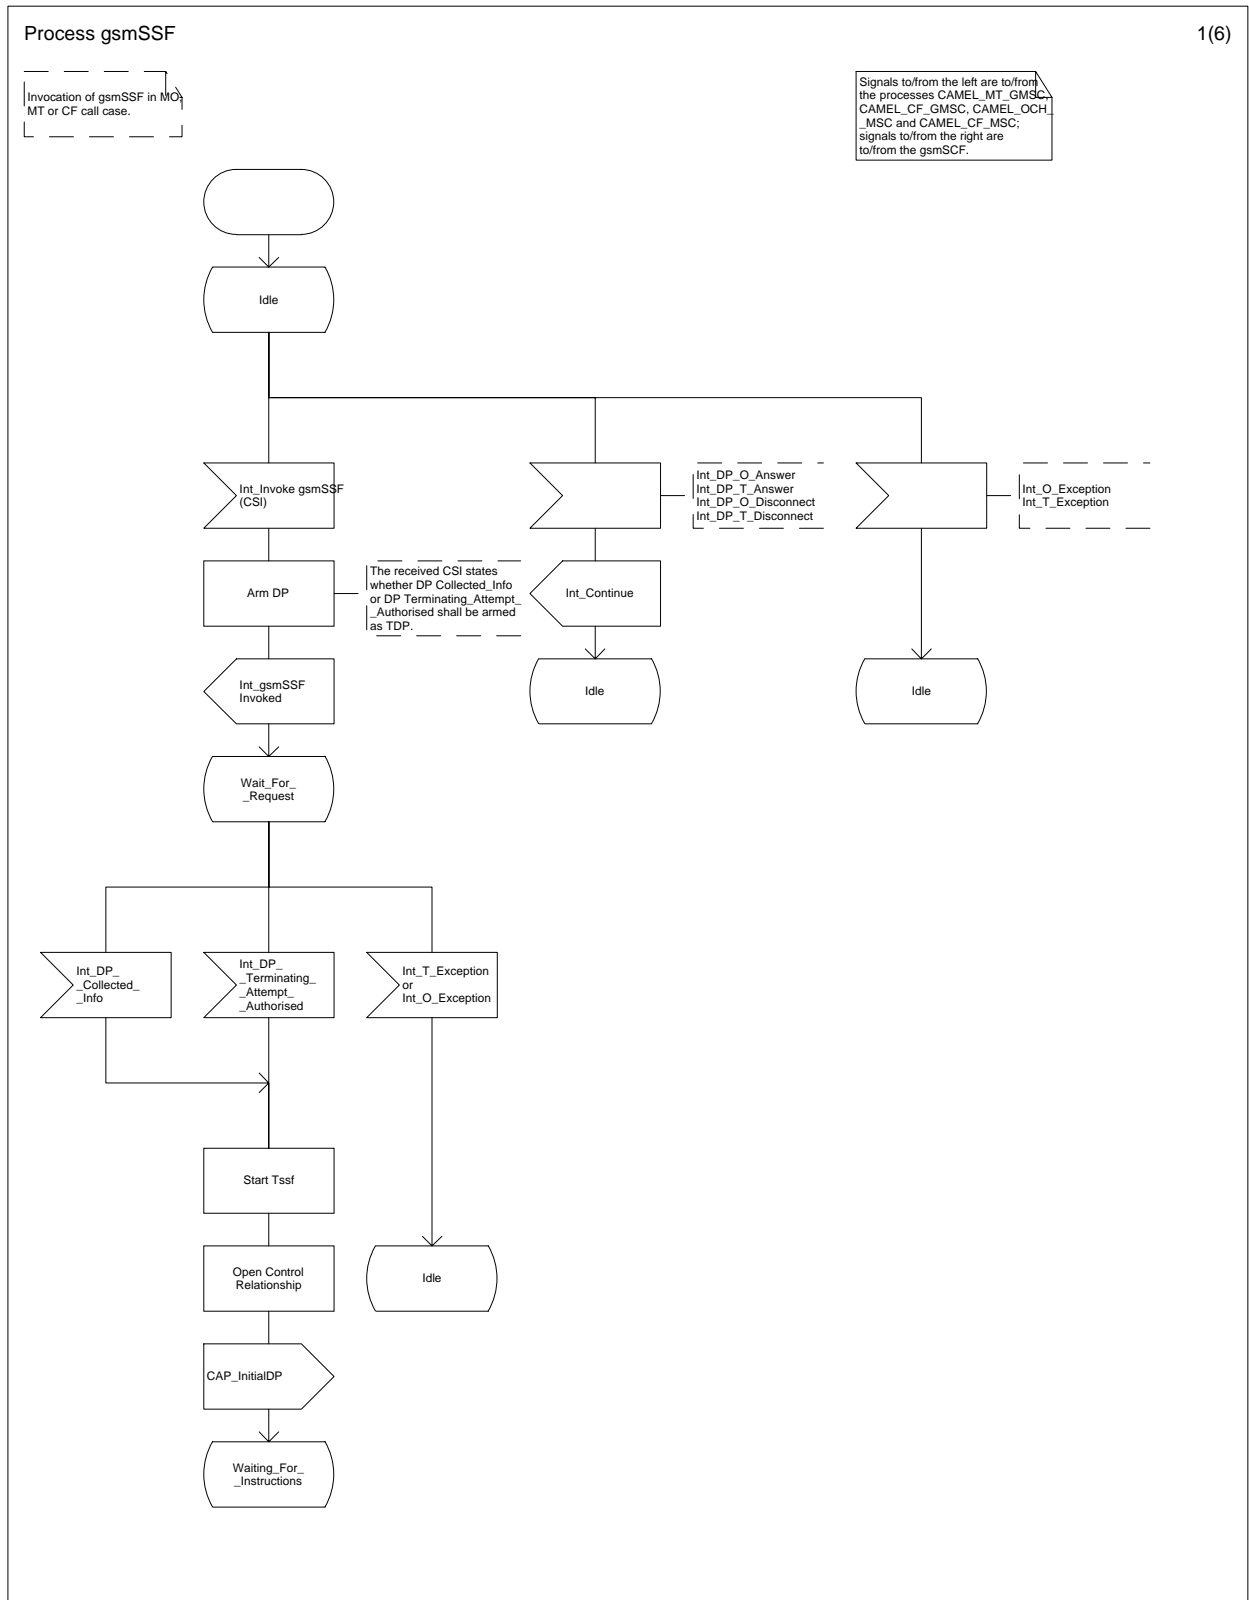 Process gsmSSF
1(6)
Invocation of gsmSSF in MO,
MT or CF call case.
Signals to/from the left are to/from
the processes CAMEL_MT_GMSC,
CAMEL_CF_GMSC, CAMEL_OCH_
_MSC and CAMEL_CF_MSC;
signals to/from the right are
to/from the gsmSCF.
Idle
Int_Invoke gsmSSF
(CSI)
Int_DP_O_Answer
Int_DP_T_Answer
Int_DP_O_Disconnect
Int_DP_T_Disconnect
Int_O_Exception
Int_T_Exception
Arm DP
The received CSI states
whether DP Collected_Info
or DP Terminating_Attempt_
_Authorised shall be armed
as TDP.
Int_Continue
Int_gsmSSF
Invoked
Idle
Idle
Wait_For_
_Request
Int_DP_
_Collected_
_Info
Int_DP_
_Terminating_
_Attempt_
_Authorised
Int_T_Exception
or
Int_O_Exception
Start Tssf
Open Control
Relationship
Idle
CAP_InitialDP
Waiting_For_
_Instructions